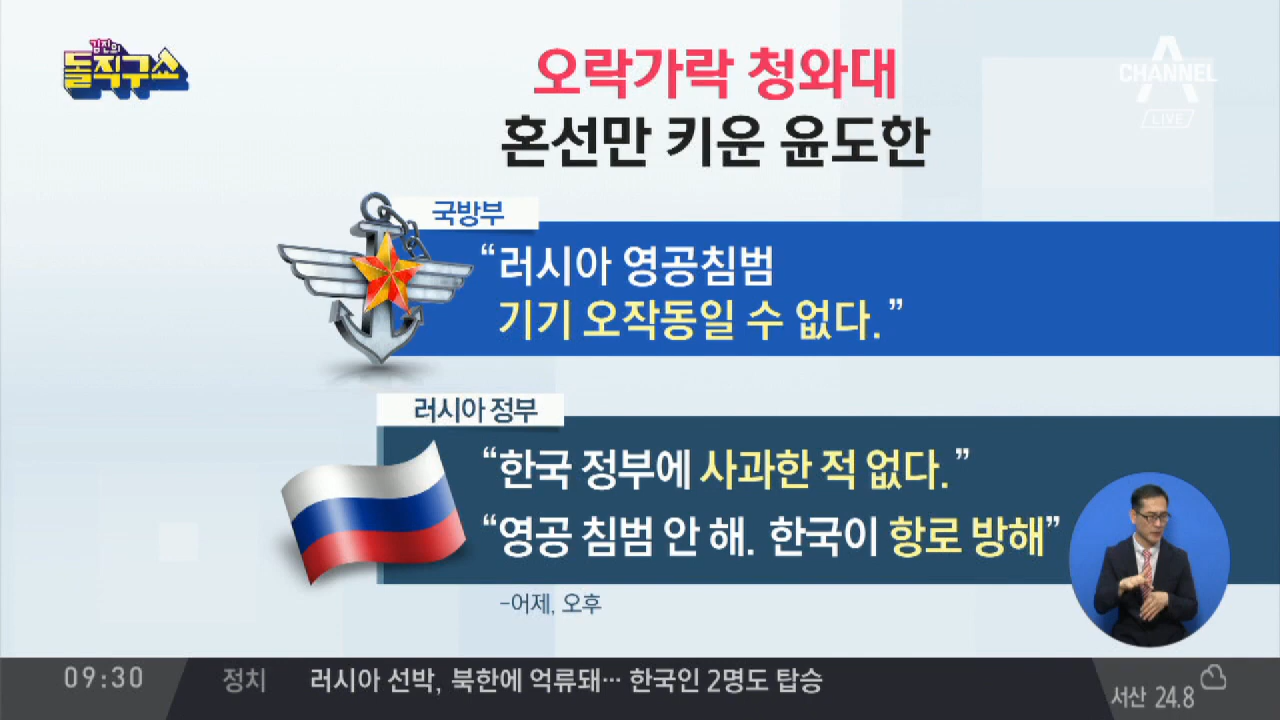 김진의
돌직구쇼
CHANNEL A
LIVE
오락가락 청와대
혼선만 키운 윤도한
국방부
“러시아 영공침범
기기 오작동일 수 없다.”
러시아 정부
“한국 정부에 사과한 적 없다.”
“영공 침범 안 해. 한국이 항로 방해”
-어제, 오후
09:30 정치 러시아 선박, 북한에 억류돼… 한국인 2명도 탑승
서산 24.8